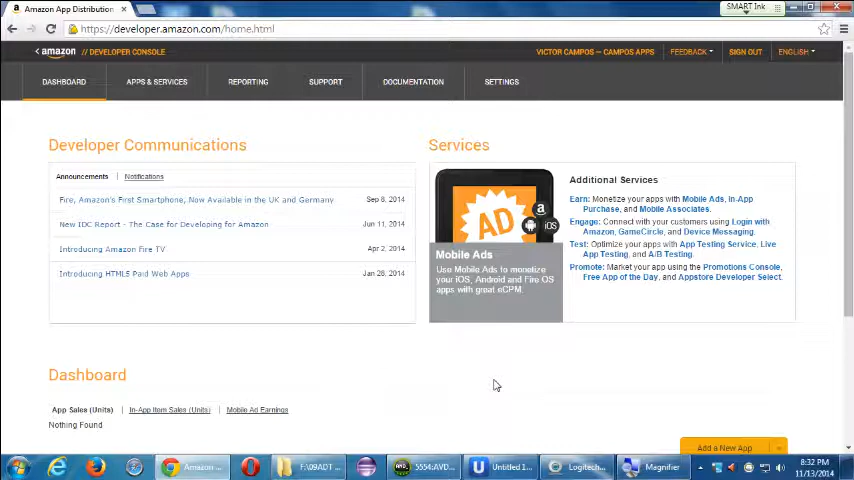 Amazon App Distribution
SMART Ink
https://developer.amazon.com/home.html
amazon // DEVELOPER CONSOLE
VICTOR CAMPOS — CAMPOS APPS
FEEDBACK
SIGN OUT
ENGLISH
DASHBOARD
APPS & SERVICES
REPORTING
SUPPORT
DOCUMENTATION
SETTINGS
Developer Communications
Announcements
Notifications
Fire, Amazon's First Smartphone, Now Available in the UK and Germany
Sep 8, 2014
New IDC Report - The Case for Developing for Amazon
Jun 11, 2014
Introducing Amazon Fire TV
Apr 2, 2014
Introducing HTML5 Paid Web Apps
Jan 28, 2014
Services
AD
a
iOS
Mobile Ads
Use Mobile Ads to monetize
your iOS, Android and Fire OS
apps with great eCPM.
Additional Services
Earn: Monetize your apps with Mobile Ads, In-App
Purchase, and Mobile Associates.
Engage: Connect with your customers using Login with
Amazon, GameCircle, and Device Messaging.
Test: Optimize your apps with App Testing Service, Live
App Testing, and A/B Testing.
Promote: Market your app using the Promotions Console,
Free App of the Day, and Appstore Developer Select.
Dashboard
App Sales (Units)
In-App Item Sales (Units)
Mobile Ad Earnings
Nothing Found
Add a New App
Amazon ...
F:\09ADT ...
5554:AVD...
Untitled 1...
Logitech...
Magnifier
8:32 PM
11/13/2014